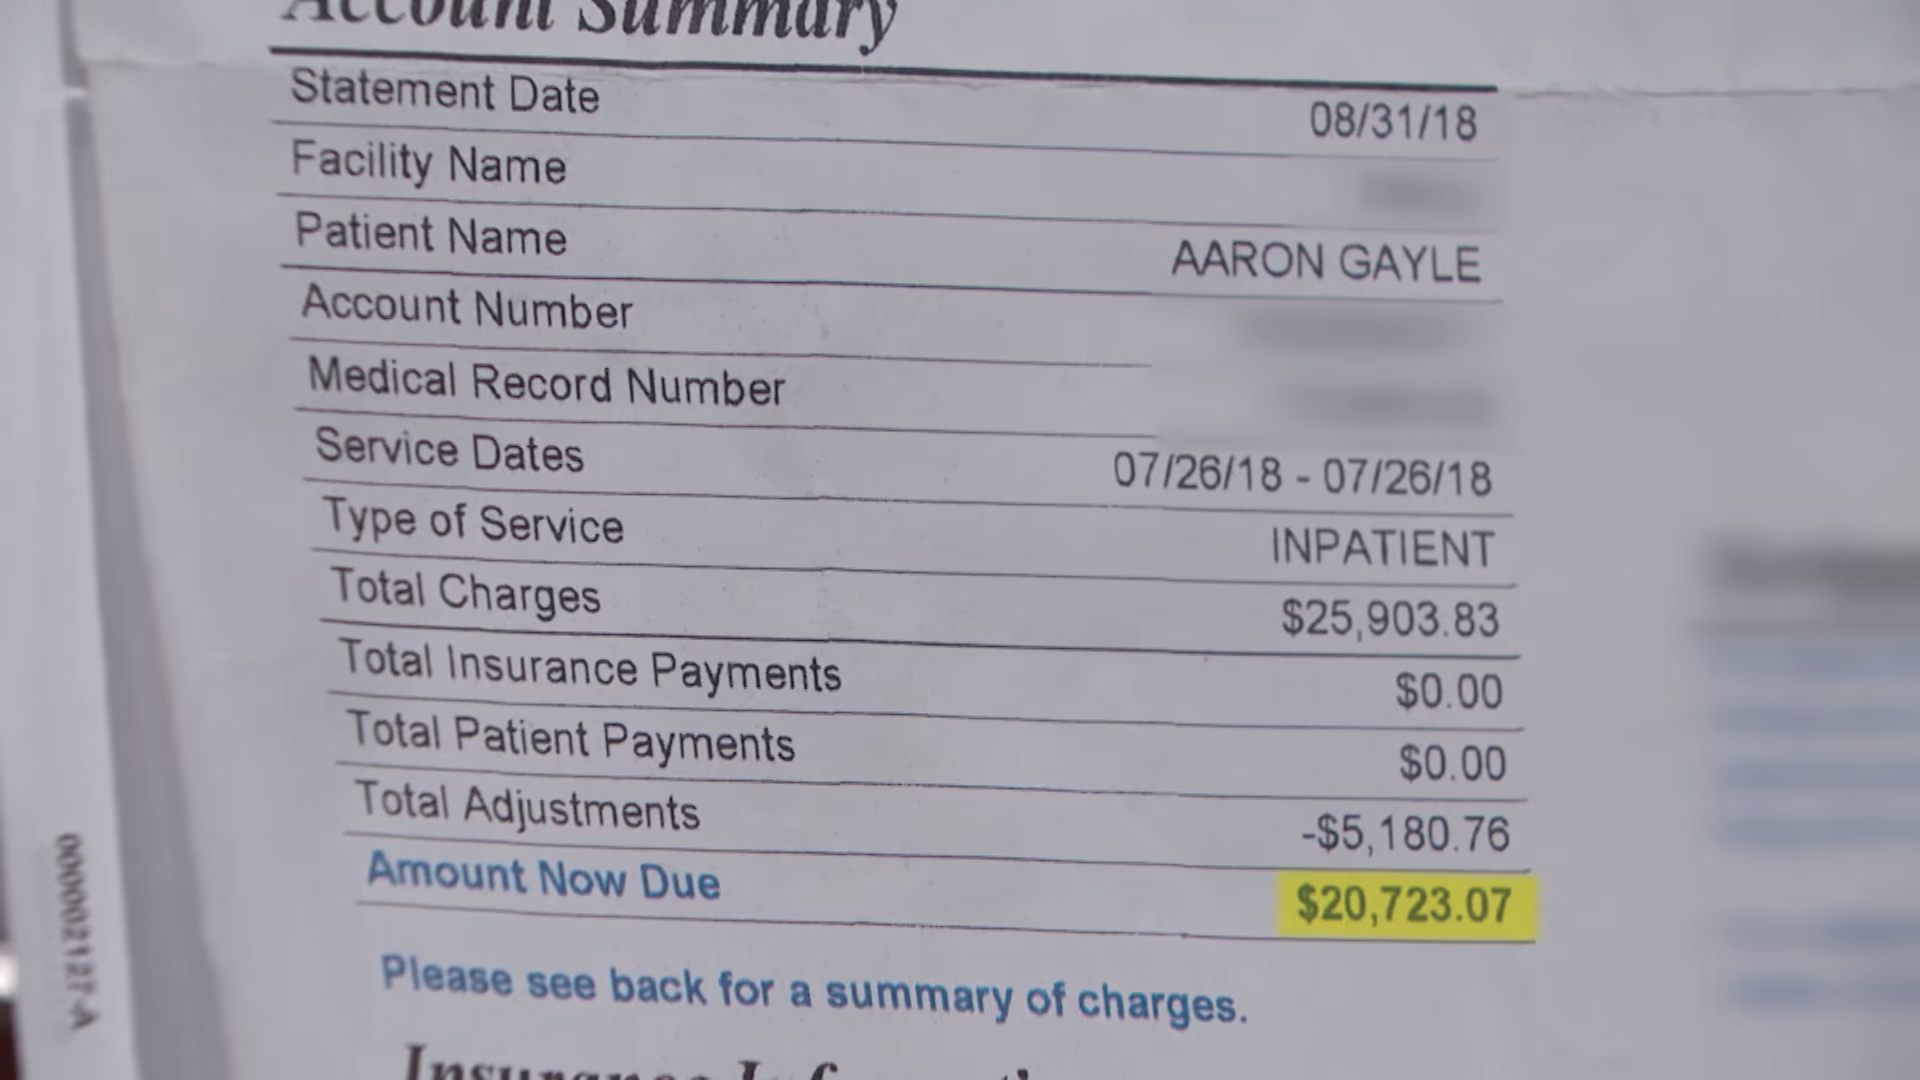 Account Summary
Statement Date 08/31/18
Facility Name
Patient Name AARON GAYLE
Account Number
Medical Record Number
Service Dates 07/26/18 - 07/26/18
Type of Service INPATIENT
Total Charges $25,903.83
Total Insurance Payments $0.00
Total Patient Payments $0.00
Total Adjustments -$5,180.76
Amount Now Due $20,723.07
Please see back for a summary of charges.
Insurance